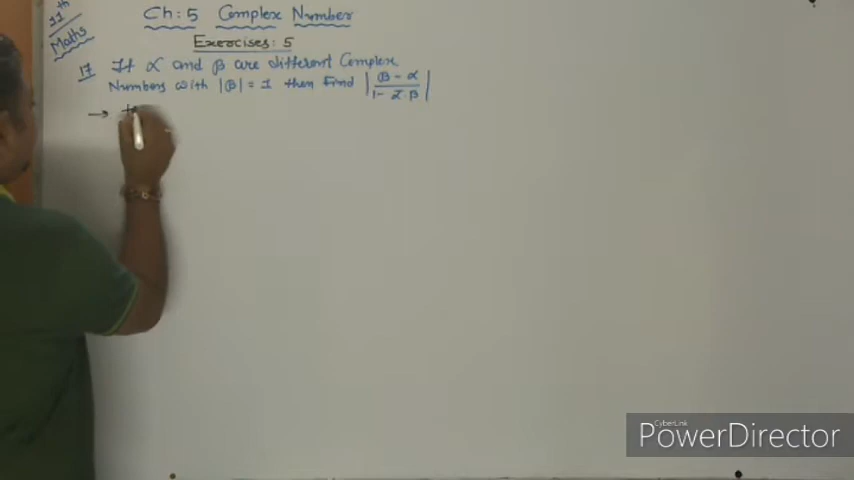 11th
Maths
Ch: 5 Complex Number
Exercises: 5
17 If α and β are different Complex
Numbers with |β| = 1 then find |β - α / 1 - α̅ β|
→
CyberLink
PowerDirector